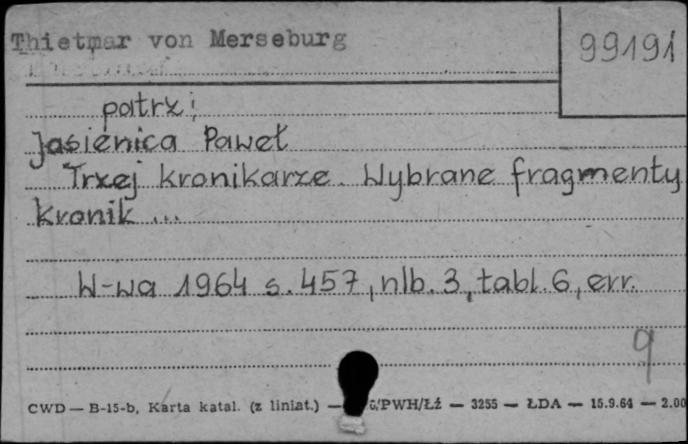 Thietmar von Merseburg
99191
patrz:
Jasienica Paweł
Trzej kronikarze. Wybrane fragmenty
kronik ...
W-wa 1964 s. 457, nlb. 3, tabl. 6, err.
9
CWD — B-15-b, Karta katal. (z liniat.) — /PWH/Łź — 3255 — ŁDA — 15.9.64 — 2.00